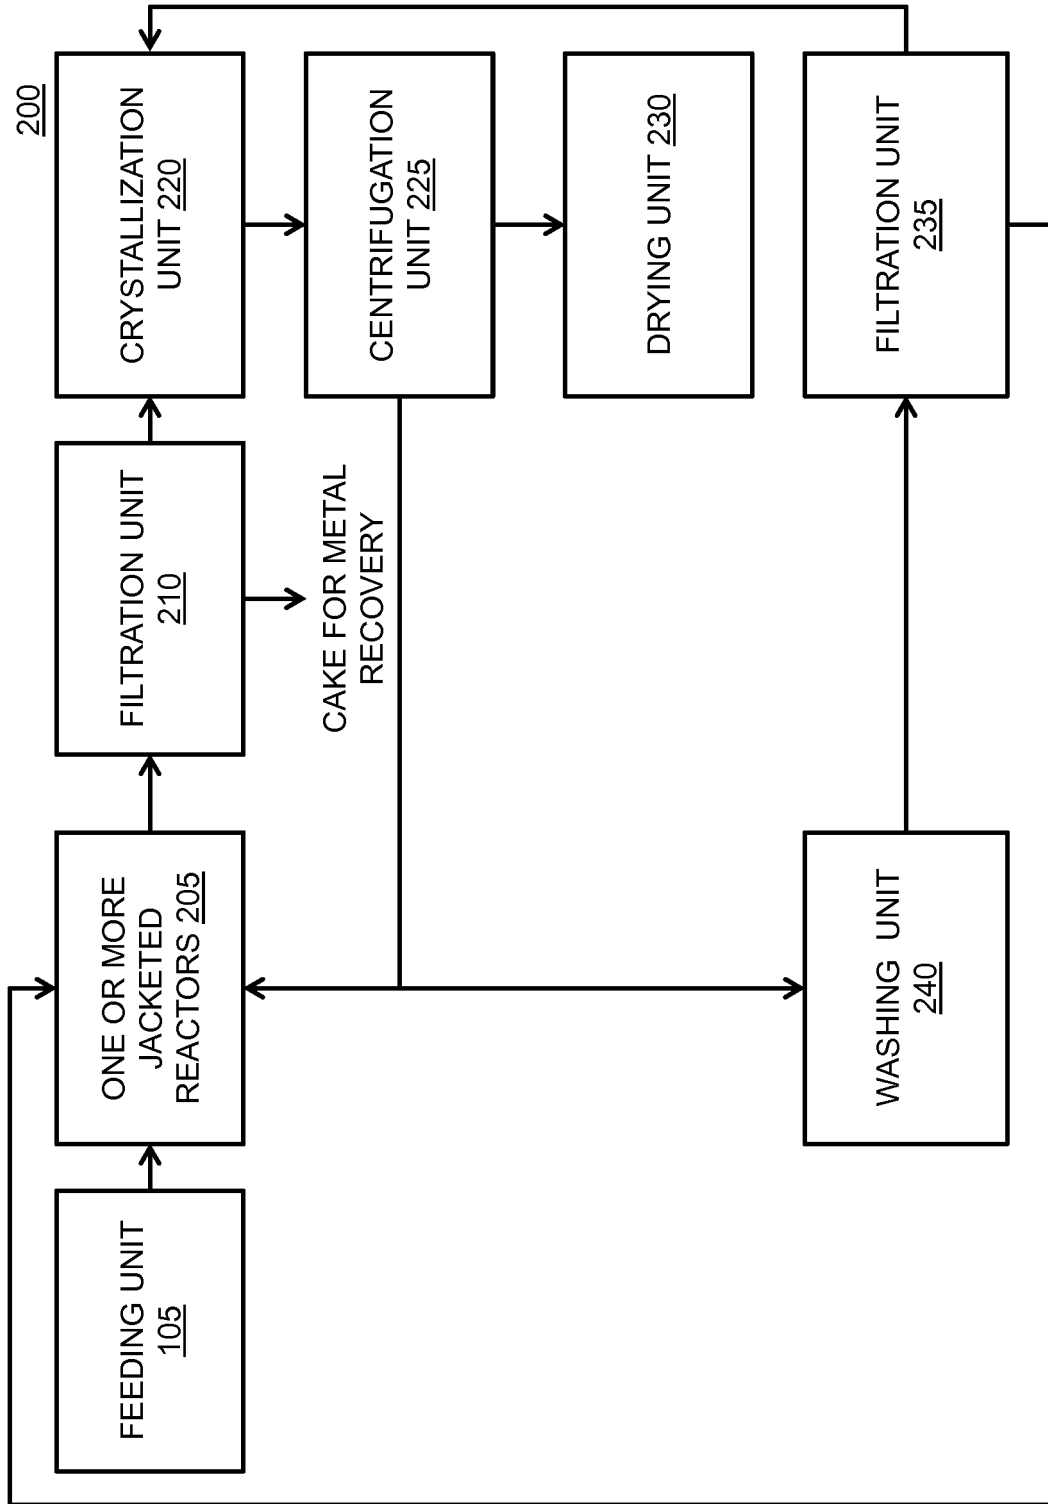 200
FEEDING UNIT
105
ONE OR MORE
JACKETED
REACTORS 205
FILTRATION UNIT
210
CRYSTALLIZATION
UNIT 220
CAKE FOR METAL
RECOVERY
CENTRIFUGATION
UNIT 225
DRYING UNIT 230
WASHING UNIT
240
FILTRATION UNIT
235